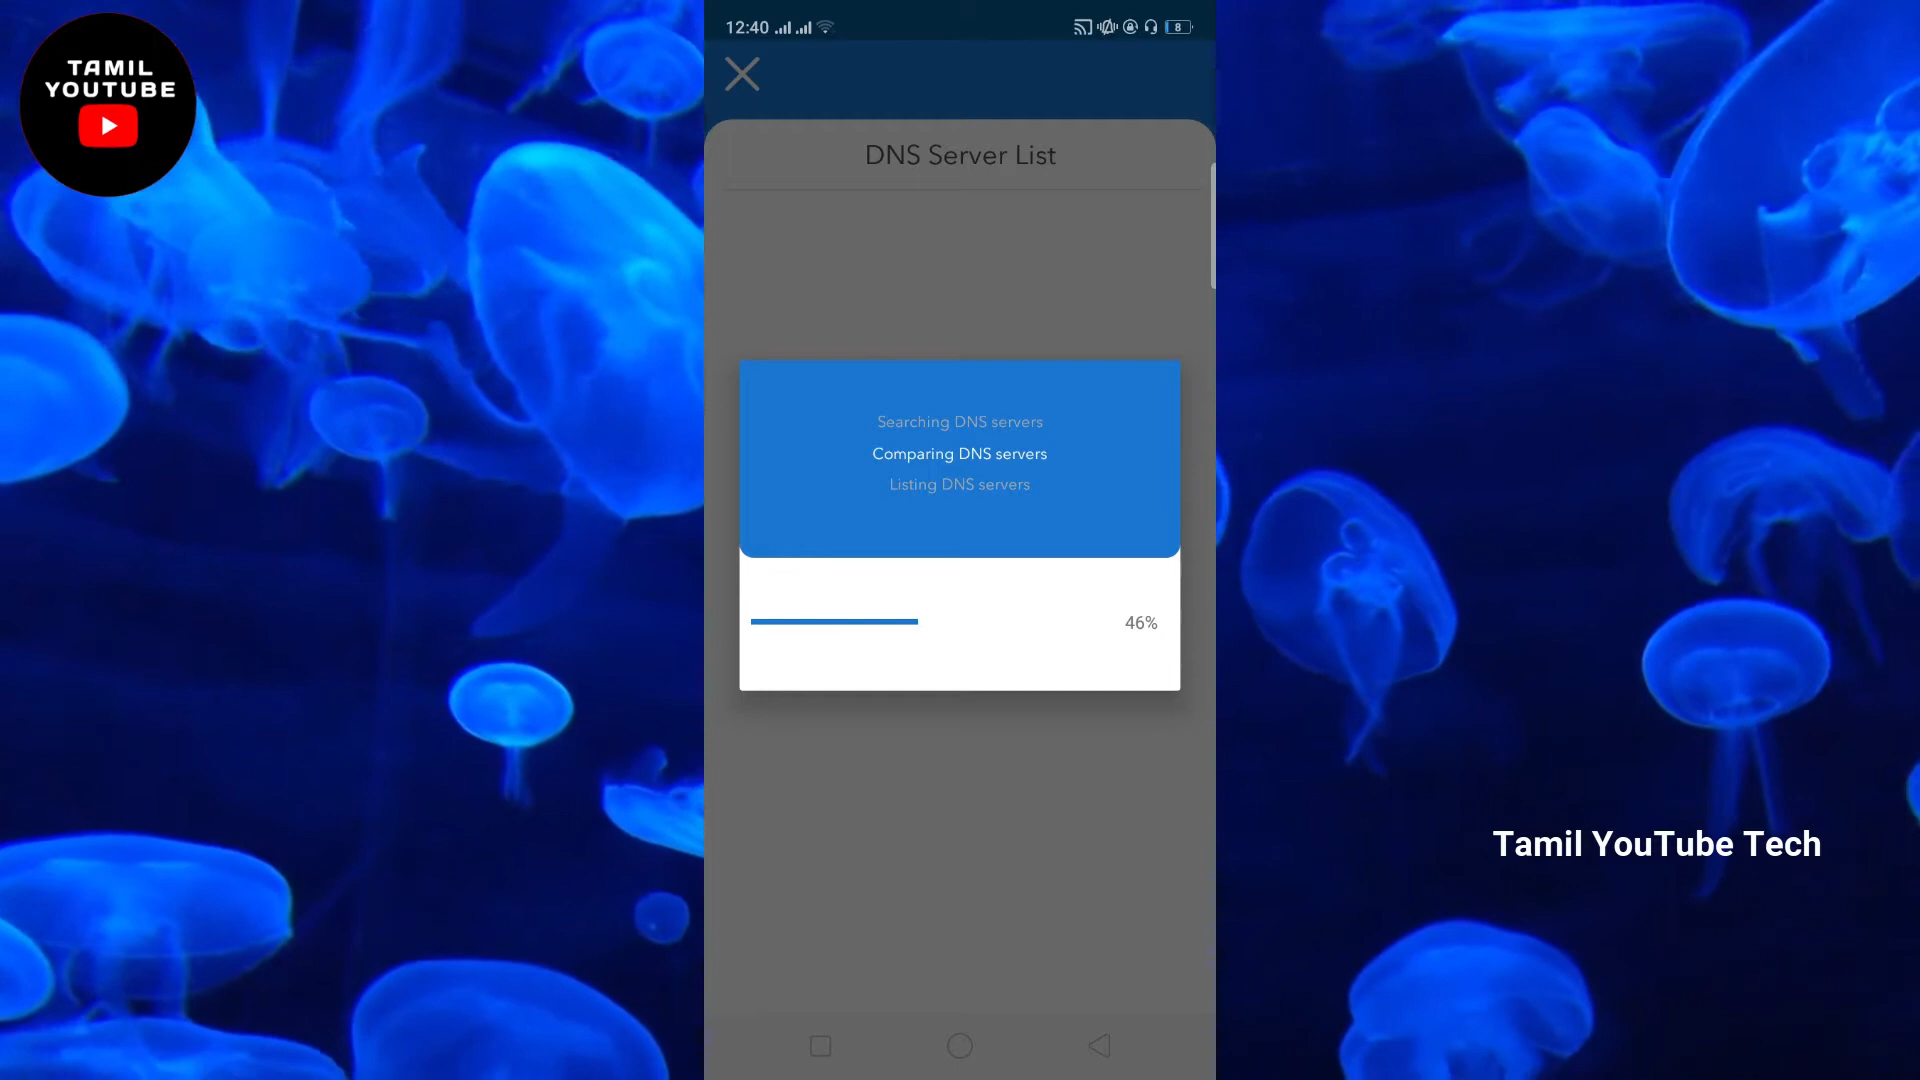 TAMIL
YOUTUBE
12:40
8
DNS Server List
Searching DNS servers
Comparing DNS servers
Listing DNS servers
46%
Tamil YouTube Tech